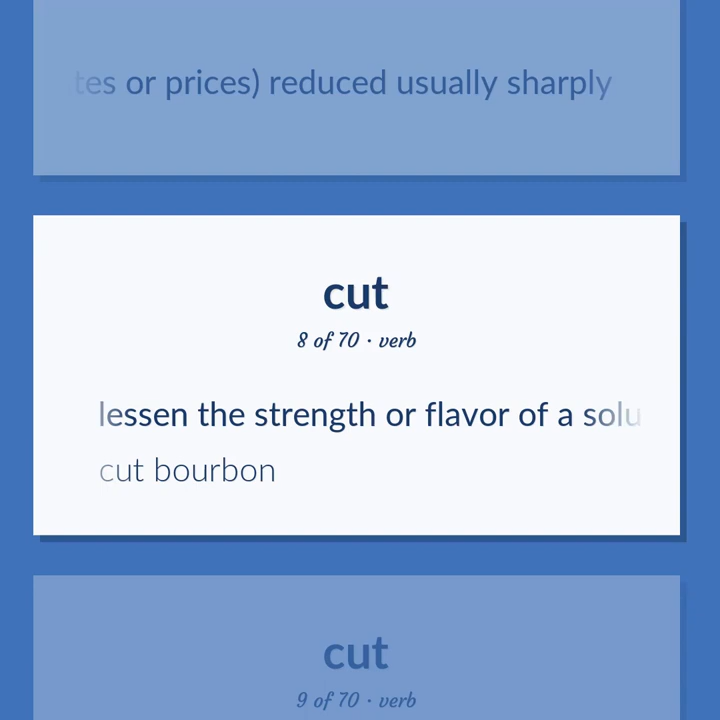 tes or prices) reduced usually sharply
cut
8 of 70 · verb
lessen the strength or flavor of a solu
cut bourbon
cut
9 of 70 · verb